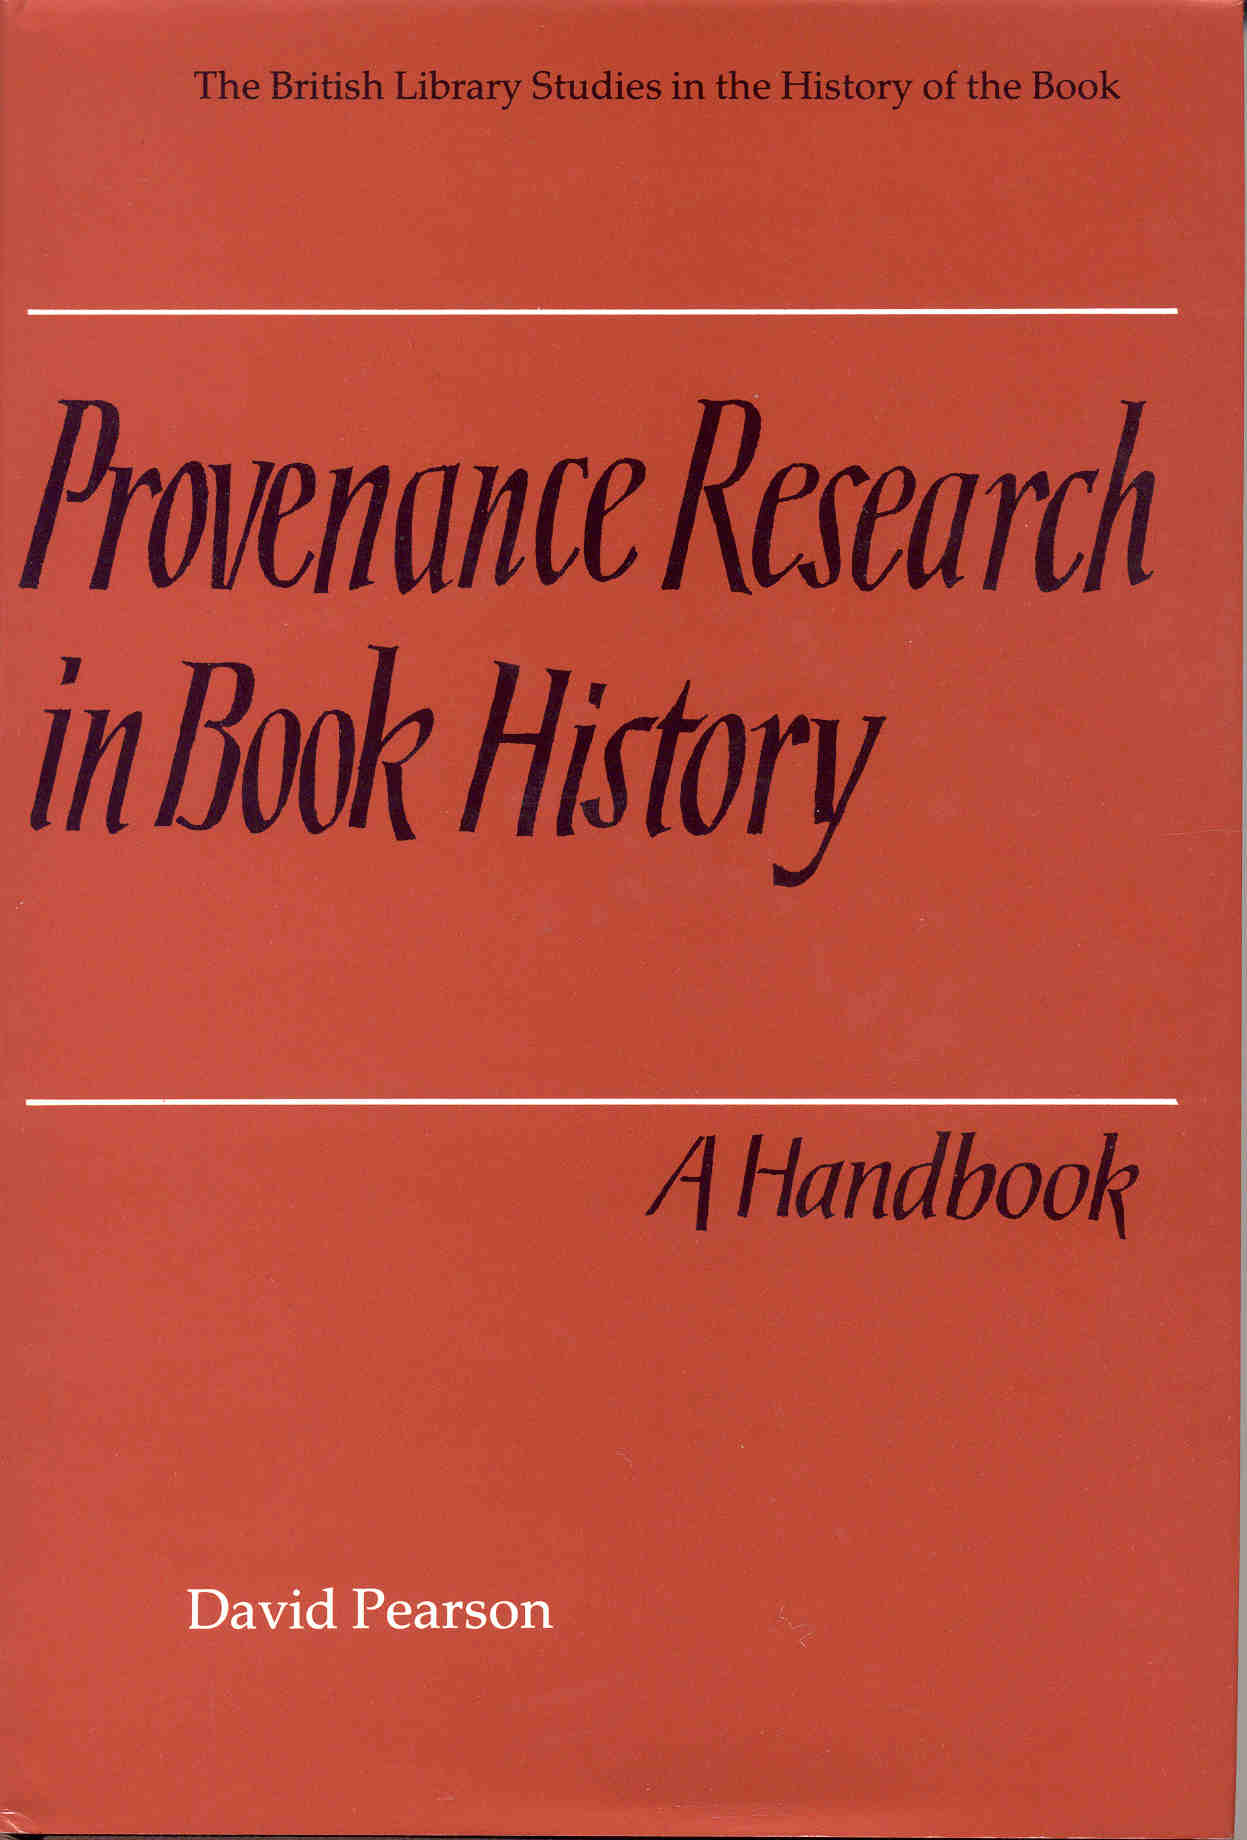 The British Library Studies in the History of the Book
Provenance Research
in Book History
A Handbook
David Pearson